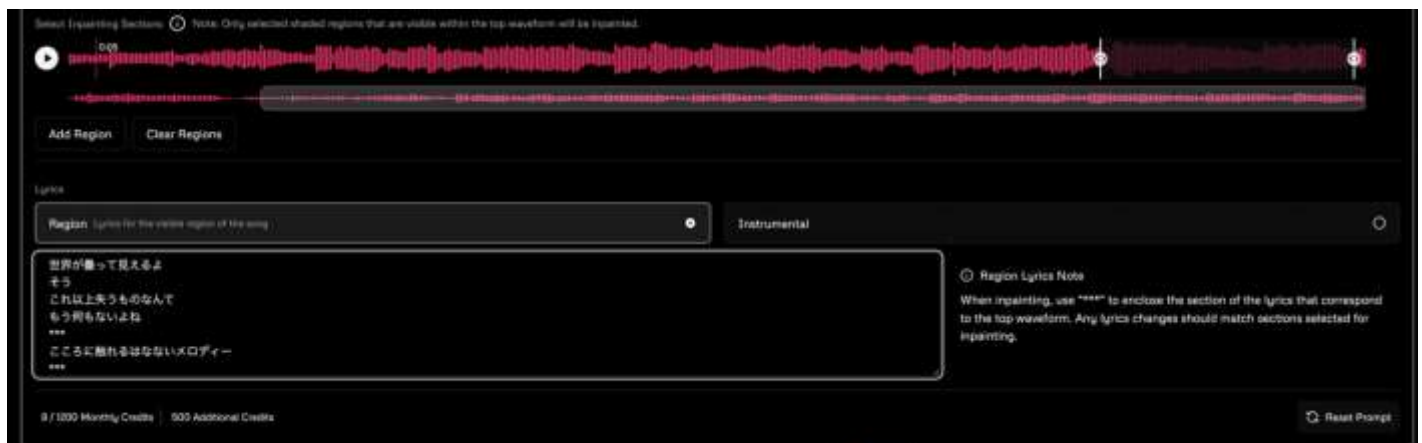 Select Inpainting Sections
Note: Only selected shaded regions that are visible within the top waveform will be inpainted.
0:05
Add Region
Clear Regions
Lyrics
Region Lyrics for the visible region of the song
Instrumental
世界が曇って見えるよ
そう
これ以上失うものなんて
もう何もないよね
***
こころに触れるはなないメロディー
***
Region Lyrics Note
When inpainting, use "***" to enclose the section of the lyrics that correspond
to the top waveform. Any lyrics changes should match sections selected for
inpainting.
9 / 1200 Monthly Credits
500 Additional Credits
Reset Prompt